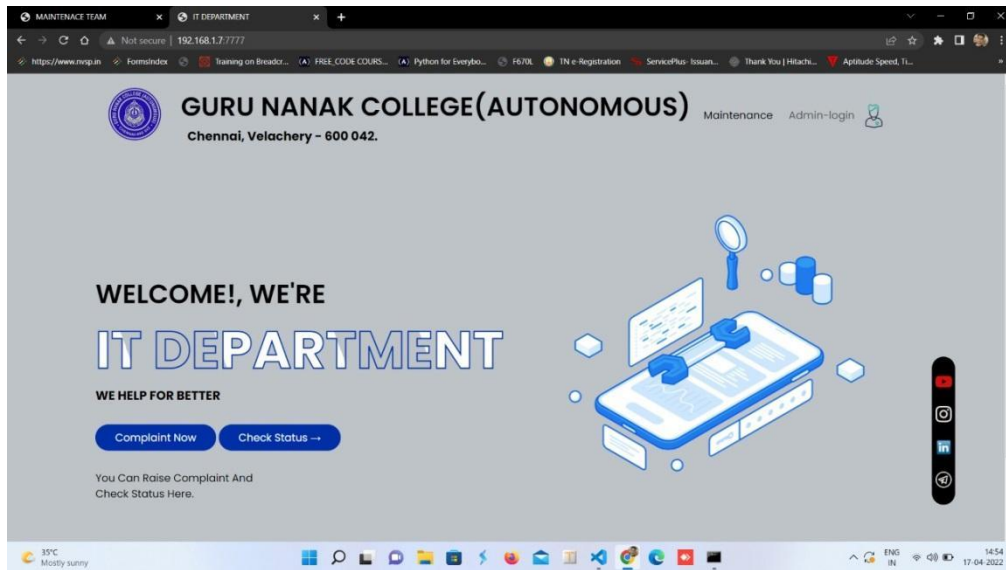 MAINTENACE TEAM
IT DEPARTMENT
Not secure | 192.168.1.7:7777
https://www.nvsp.in
FormsIndex
Training on Breadcr...
FREE_CODE COURS...
Python for Everybo...
F670L
TN e-Registration
ServicePlus- Issuan...
Thank You | Hitachi...
Aptitude Speed, Ti...
GURU NANAK COLLEGE(AUTONOMOUS)
Chennai, Velachery - 600 042.
Maintenance
Admin-login
WELCOME!, WE'RE
IT DEPARTMENT
WE HELP FOR BETTER
Complaint Now
Check Status →
You Can Raise Complaint And
Check Status Here.
35°C
Mostly sunny
ENG
IN
14:54
17-04-2022